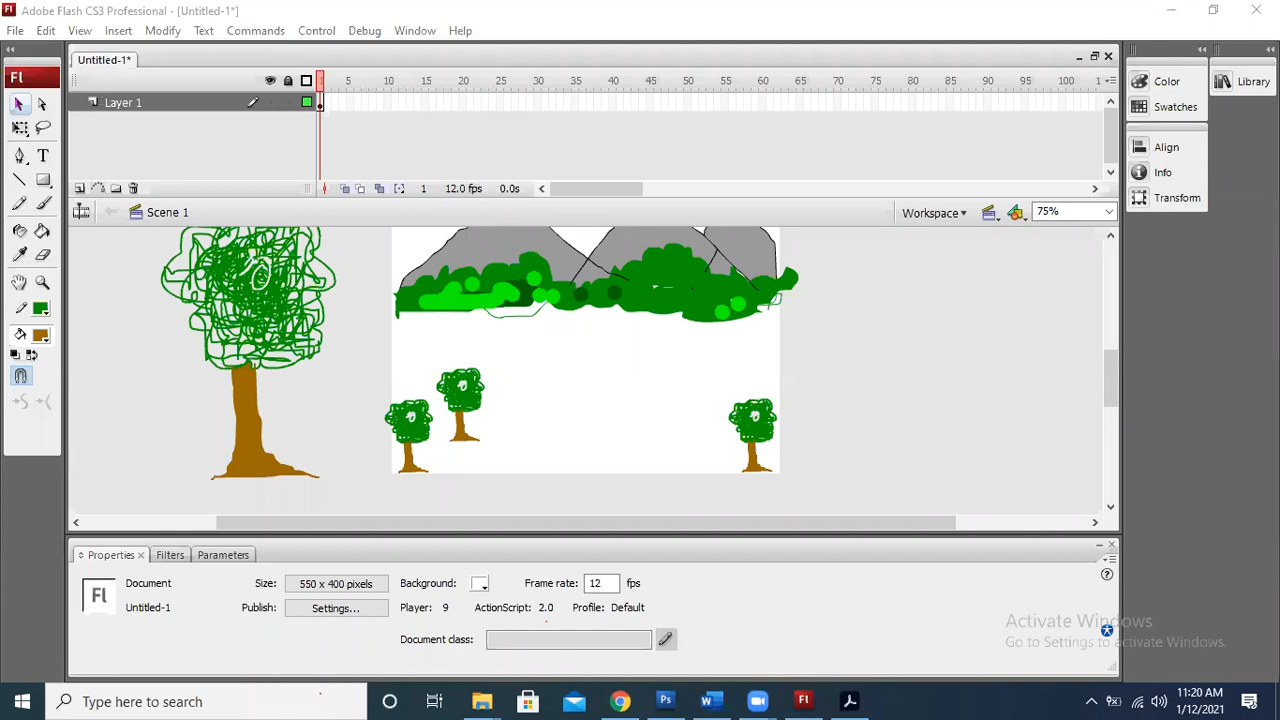 Adobe Flash CS3 Professional - [Untitled-1*]
File Edit View Insert Modify Text Commands Control Debug Window Help
Untitled-1*
Fl
5 10 15 20 25 30 35 40 45 50 55 60 65 70 75 80 85 90 95 100 1
Color
Library
Layer 1
Swatches
Align
Info
1 12.0 fps 0.0s
Transform
Scene 1
Workspace
75%
Properties Filters Parameters
Fl
Document
Size: 550 x 400 pixels
Background:
Frame rate: 12 fps
Untitled-1
Publish: Settings...
Player: 9
ActionScript: 2.0
Profile: Default
Document class:
Activate Windows
Go to Settings to activate Windows.
Type here to search
Ps
W
Fl
11:20 AM
1/12/2021